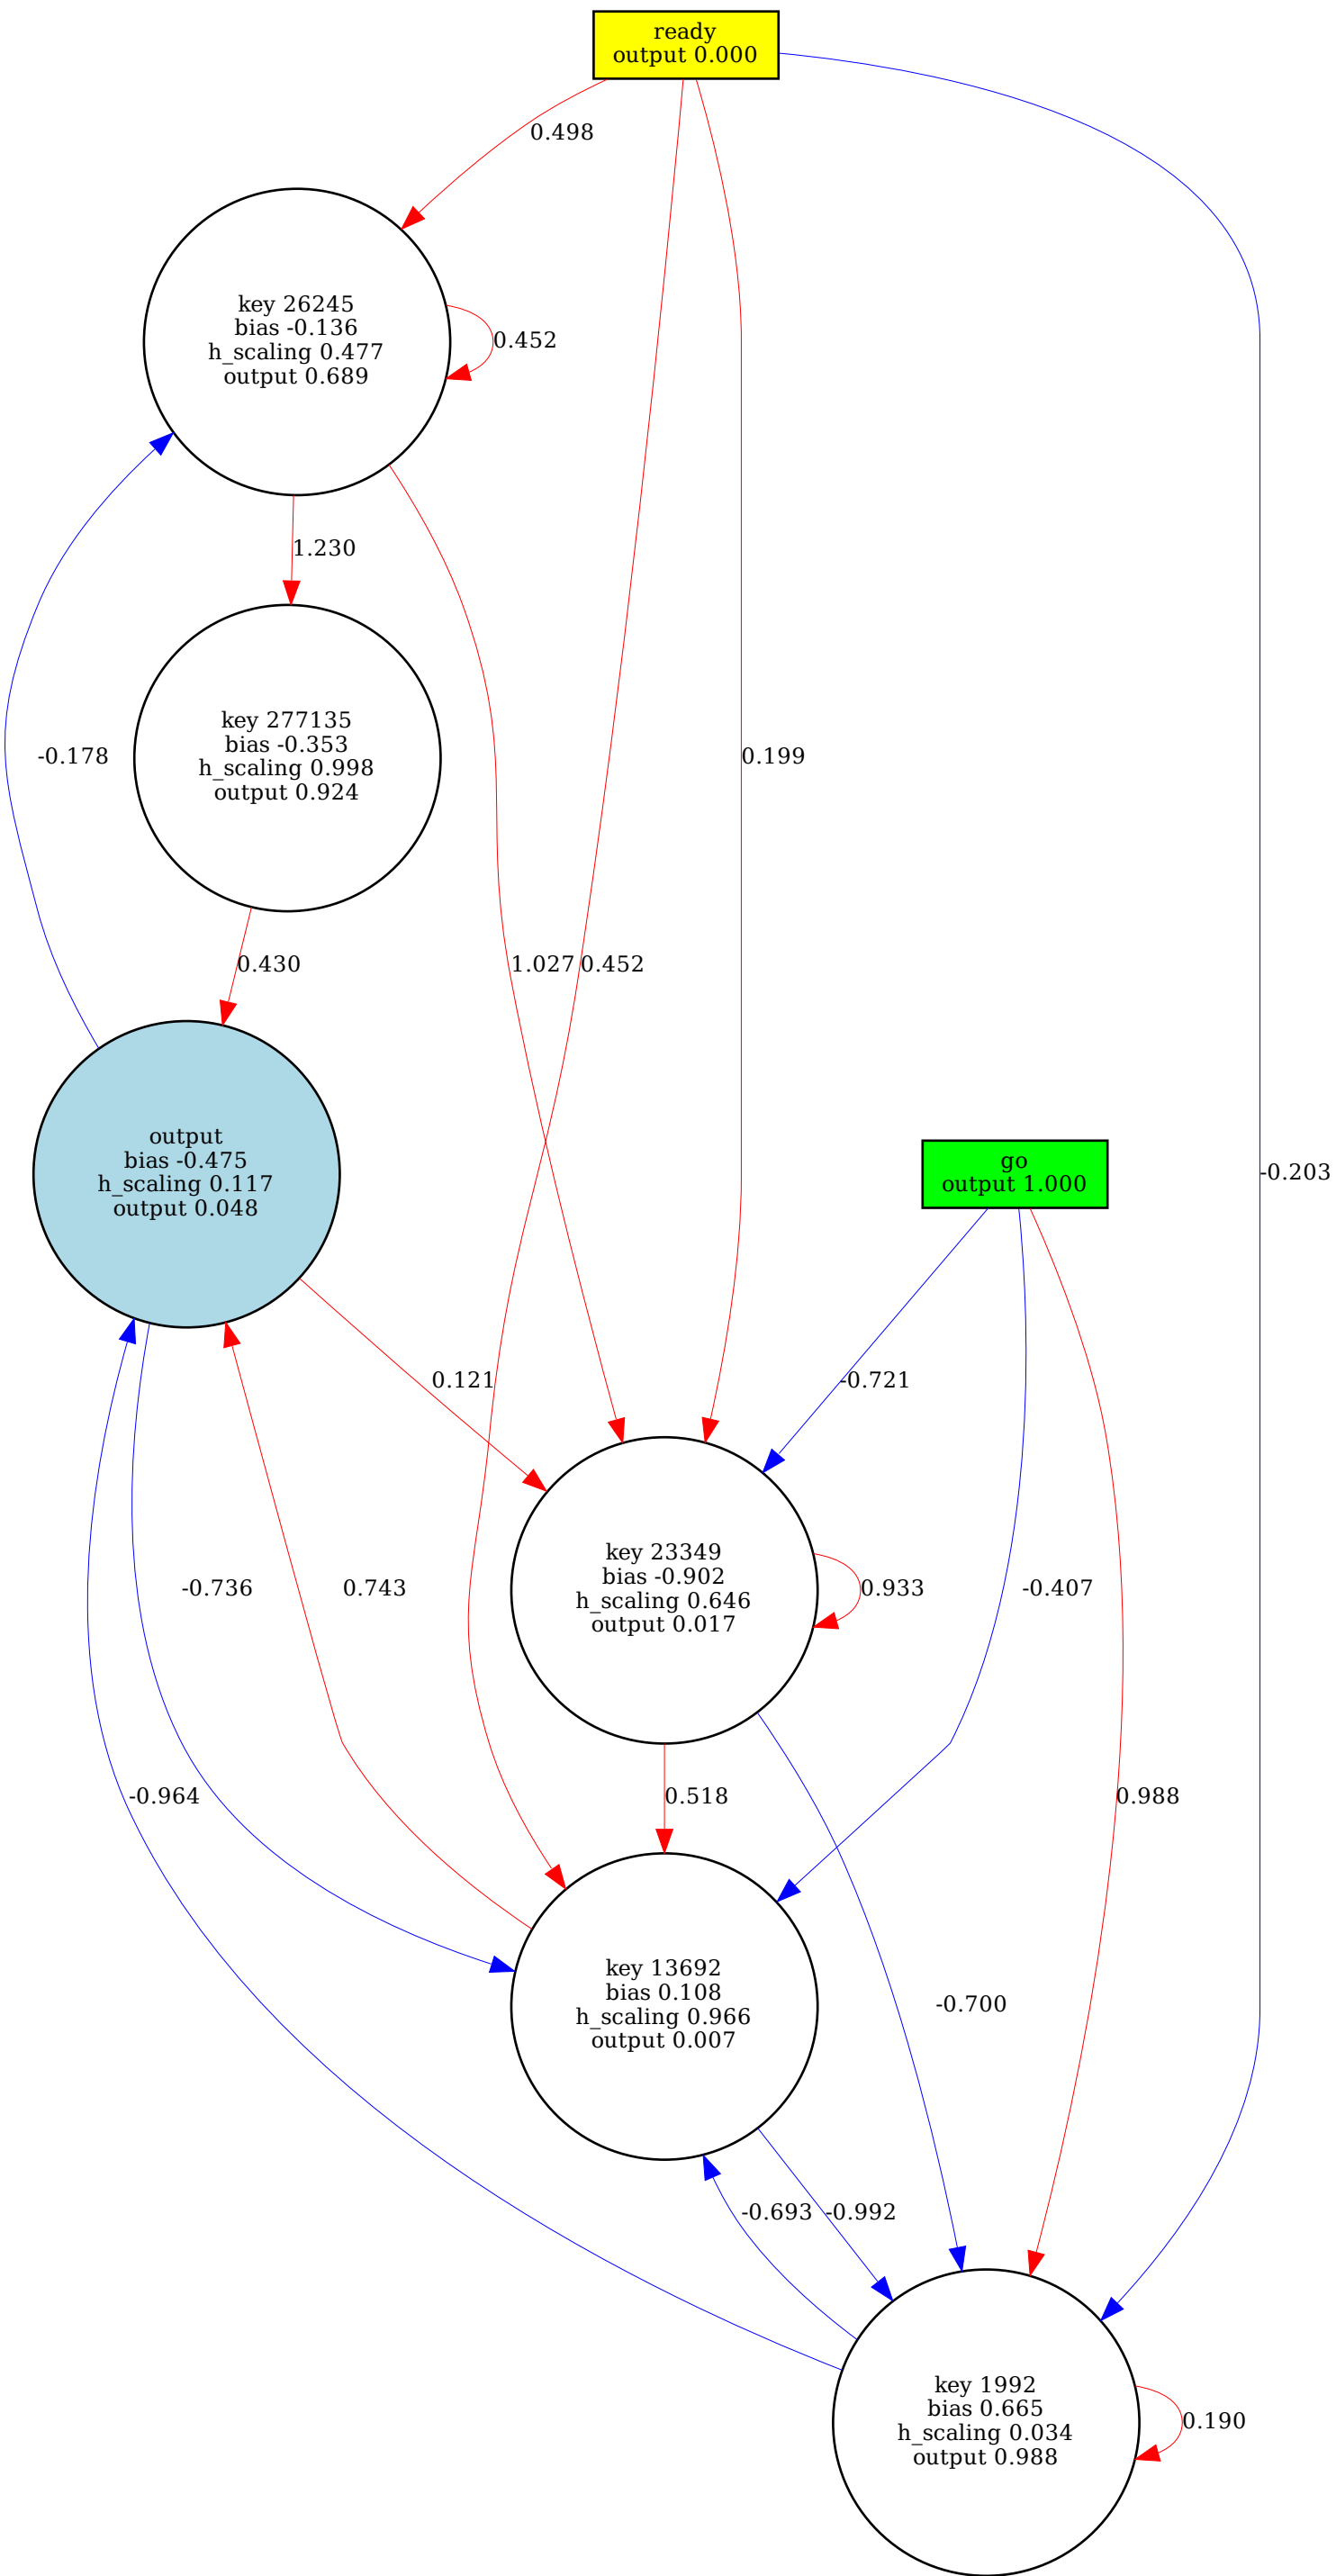 ready
output 0.000
0.498
key 26245
bias -0.136
h_scaling 0.477
output 0.689
0.452
1.230
key 277135
bias -0.353
h_scaling 0.998
output 0.924
-0.178
0.199
0.430
1.027
0.452
output
bias -0.475
h_scaling 0.117
output 0.048
go
output 1.000
-0.203
0.121
-0.721
key 23349
bias -0.902
h_scaling 0.646
output 0.017
-0.736
0.743
0.933
-0.407
-0.964
0.518
0.988
key 13692
bias 0.108
h_scaling 0.966
output 0.007
-0.700
-0.693
-0.992
key 1992
bias 0.665
h_scaling 0.034
output 0.988
0.190